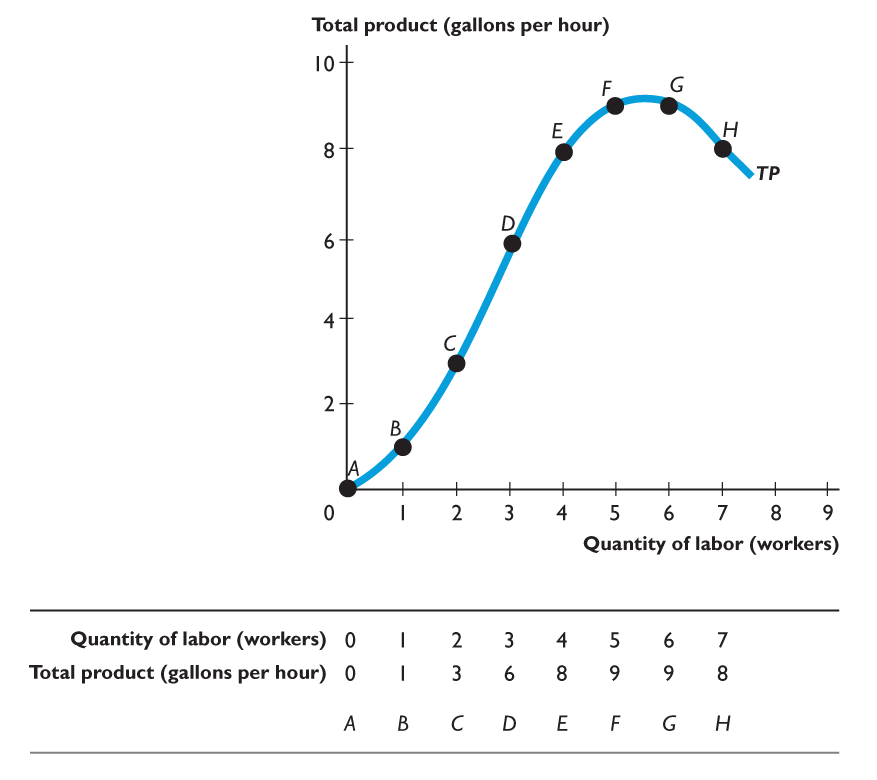 Total product (gallons per hour)
10
G
F
H
E
8
TP
D
6
C
4
2
B
A
0 1 2 3 4 5 6 7 8 9
Quantity of labor (workers)
Quantity of labor (workers) 0 1 2 3 4 5 6 7
Total product (gallons per hour) 0 1 3 6 8 9 9 8
A B C D E F G H